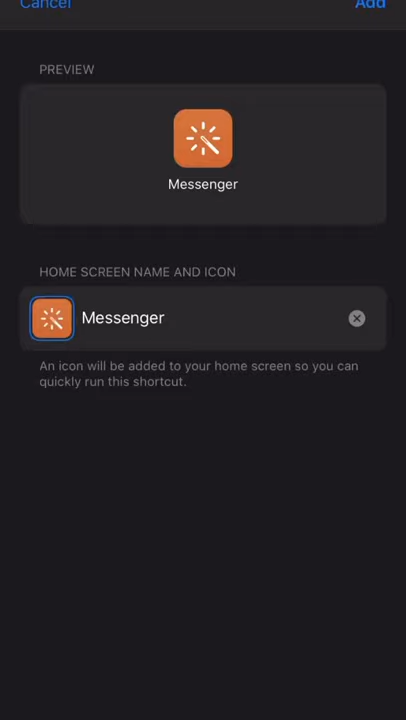 Cancel
Add
PREVIEW
Messenger
HOME SCREEN NAME AND ICON
Messenger
An icon will be added to your home screen so you can
quickly run this shortcut.